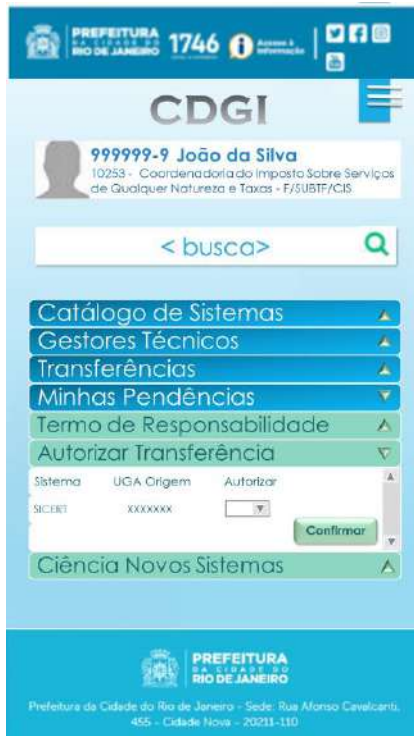 PREFEITURA
DA CIDADE DO
RIO DE JANEIRO
1746
Acesso à
Informação
CDGI
999999-9 João da Silva
10253 - Coordenadoria do Imposto Sobre Serviços
de Qualquer Natureza e Taxas - F/SUBTF/CIS
< busca>
Catálogo de Sistemas
Gestores Técnicos
Transferências
Minhas Pendências
Termo de Responsabilidade
Autorizar Transferência
Sistema UGA Origem Autorizar
SICERT XXXXXXX
Confirmar
Ciência Novos Sistemas
PREFEITURA
DA CIDADE DO
RIO DE JANEIRO
Prefeitura da Cidade do Rio de Janeiro - Sede: Rua Afonso Cavalcanti,
455 - Cidade Nova - 20211-110